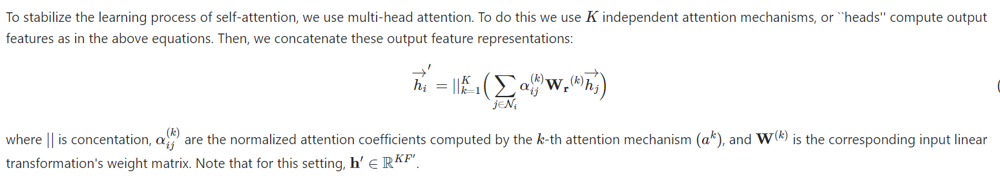 To stabilize the learning process of self-attention, we use multi-head attention. To do this we use K independent attention mechanisms, or ``heads'' compute output
features as in the above equations. Then, we concatenate these output feature representations:
$\overrightarrow{h_i}' = ||_{k=1}^{K} \Big( \sum_{j \in \mathcal{N}_i} \alpha_{ij}^{(k)} \mathbf{W_r}^{(k)} \overrightarrow{h_j} \Big)$ (
where || is concentation, $\alpha_{ij}^{(k)}$ are the normalized attention coefficients computed by the k-th attention mechanism $(a^k)$, and $\mathbf{W}^{(k)}$ is the corresponding input linear
transformation's weight matrix. Note that for this setting, $\mathbf{h}' \in \mathbb{R}^{KF'}$.